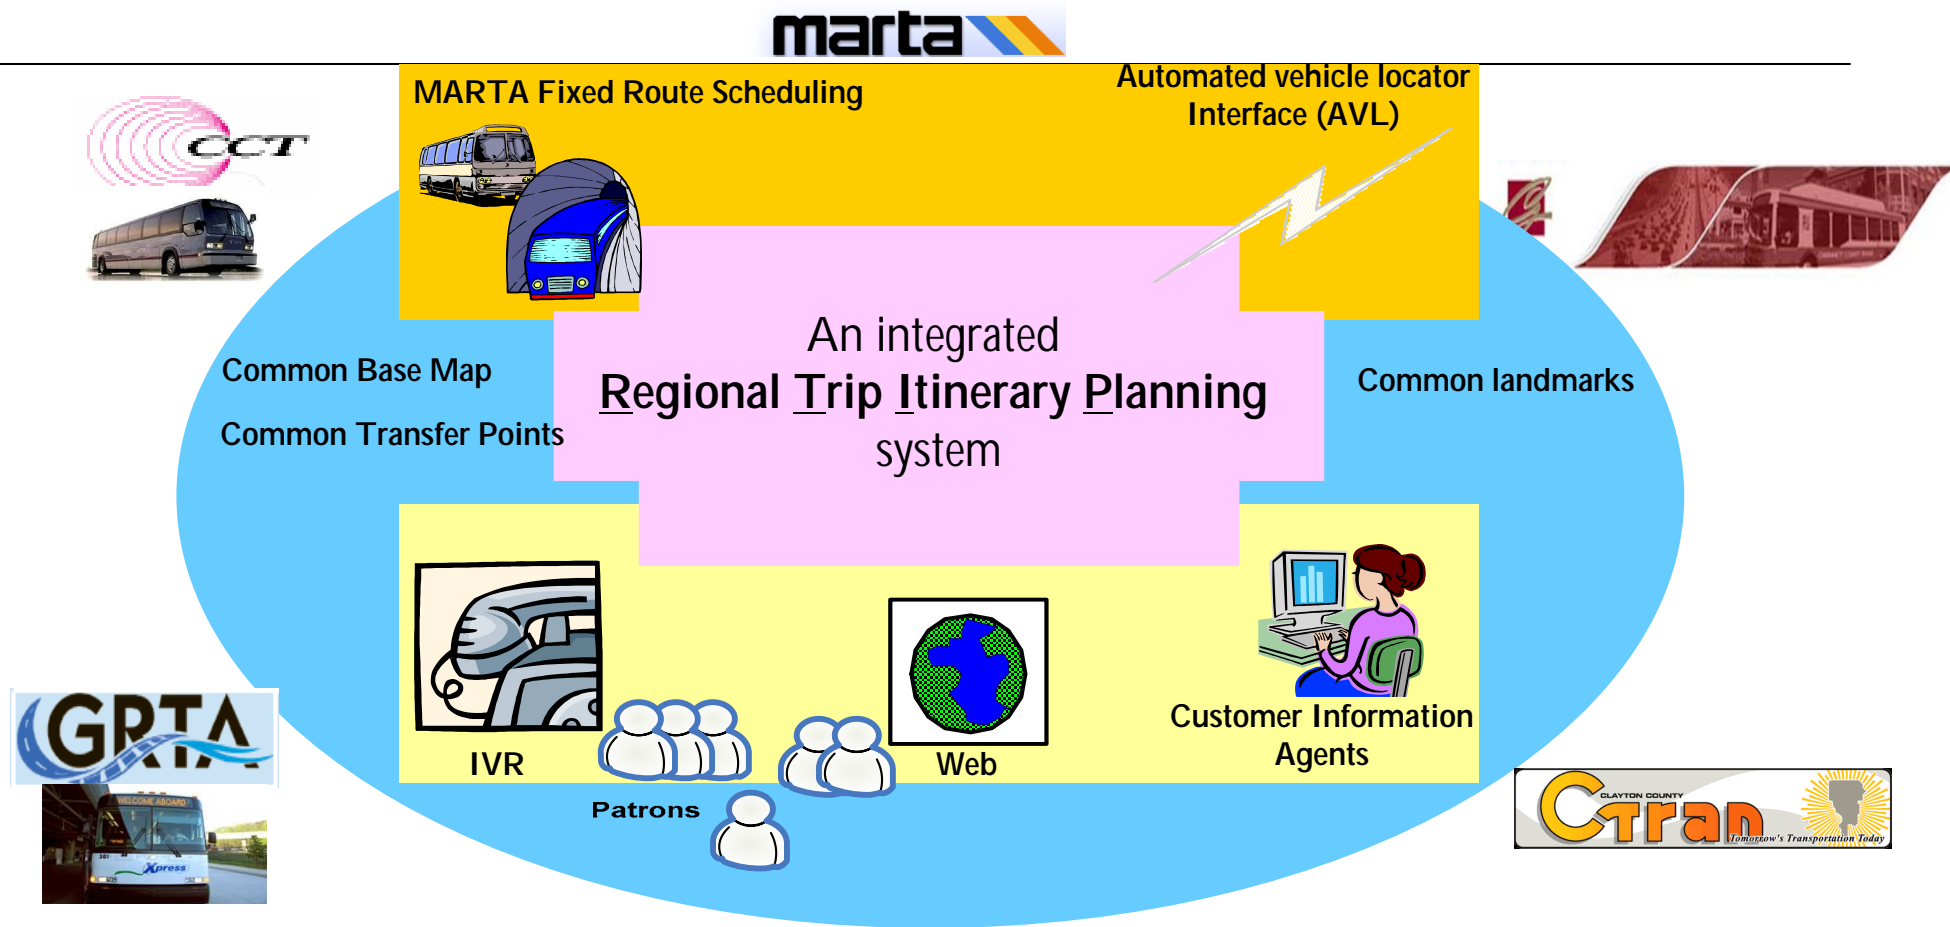 marta
MARTA Fixed Route Scheduling
Automated vehicle locator
Interface (AVL)
CCT
An integrated
Regional Trip Itinerary Planning
system
Common Base Map
Common Transfer Points
Common landmarks
IVR
Patrons
Web
Customer Information
Agents
GRTA
WELCOME ABOARD
Xpress
CLAYTON COUNTY
CTran
Tomorrow's Transportation Today